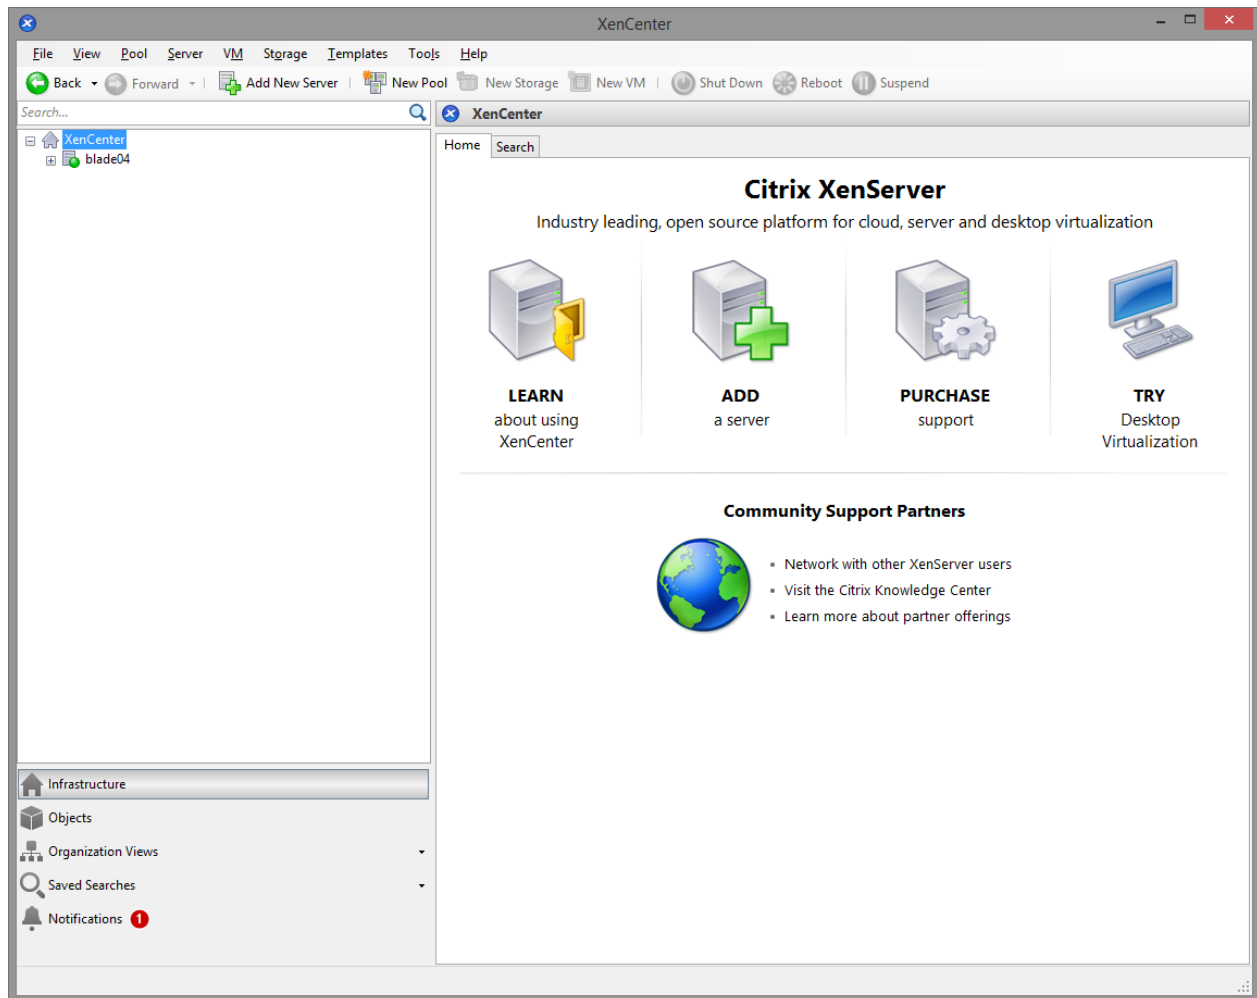 XenCenter
File View Pool Server VM Storage Templates Tools Help
Back Forward Add New Server New Pool New Storage New VM Shut Down Reboot Suspend
Search...
XenCenter
blade04
Infrastructure
Objects
Organization Views
Saved Searches
Notifications 1
XenCenter
Home Search
Citrix XenServer
Industry leading, open source platform for cloud, server and desktop virtualization
LEARN
about using
XenCenter
ADD
a server
PURCHASE
support
TRY
Desktop
Virtualization
Community Support Partners
Network with other XenServer users
Visit the Citrix Knowledge Center
Learn more about partner offerings